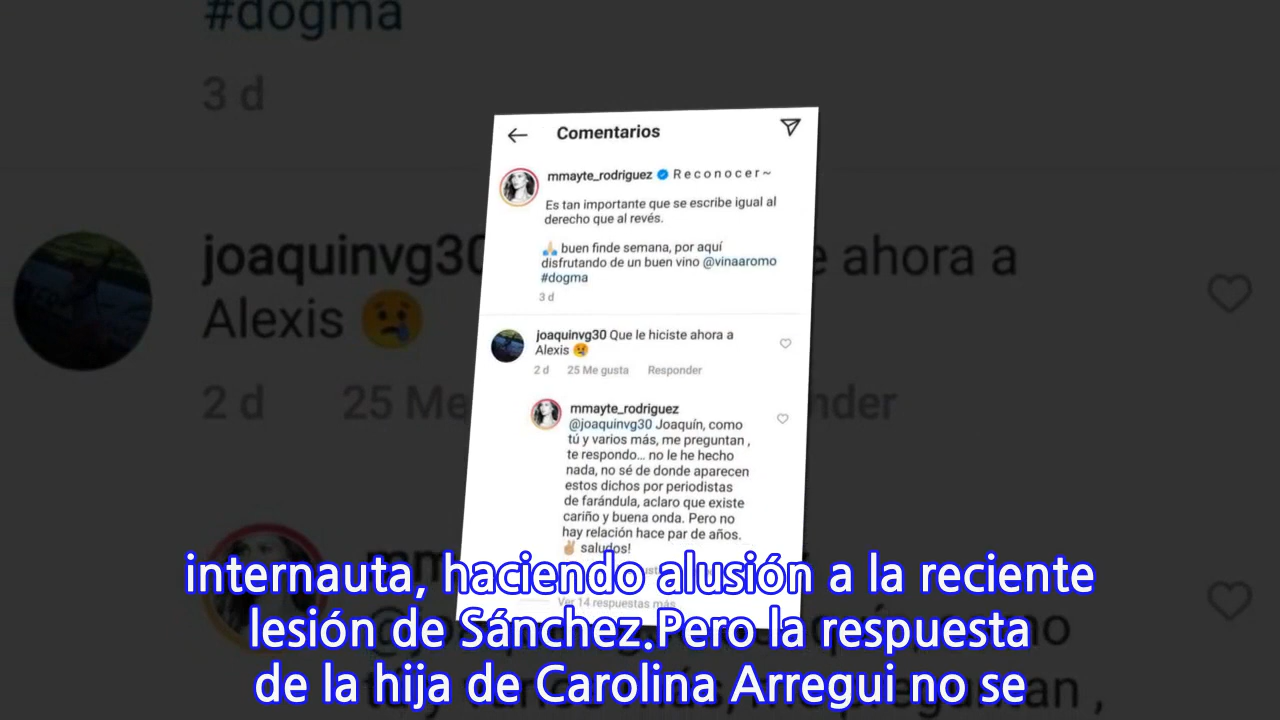 #dogma
3 d
joaquinvg30
e ahora a
Alexis 😢
2 d 25 Me
nder
Comentarios
mmayte_rodriguez R e c o n o c e r ~
Es tan importante que se escribe igual al
derecho que al revés.
🙏🏼 buen finde semana, por aquí
disfrutando de un buen vino @vinaaromo
#dogma
3 d
joaquinvg30 Que le hiciste ahora a
Alexis 😢
2 d 25 Me gusta Responder
mmayte_rodriguez
@joaquinvg30 Joaquín, como
tú y varios más, me preguntan ,
te respondo... no le he hecho
nada, no sé de donde aparecen
estos dichos por periodistas
de farándula, aclaro que existe
cariño y buena onda. Pero no
hay relación hace par de años.
✌🏼 saludos!
Ver 14 respuestas más
internauta, haciendo alusión a la reciente
lesión de Sánchez.Pero la respuesta
de la hija de Carolina Arregui no se